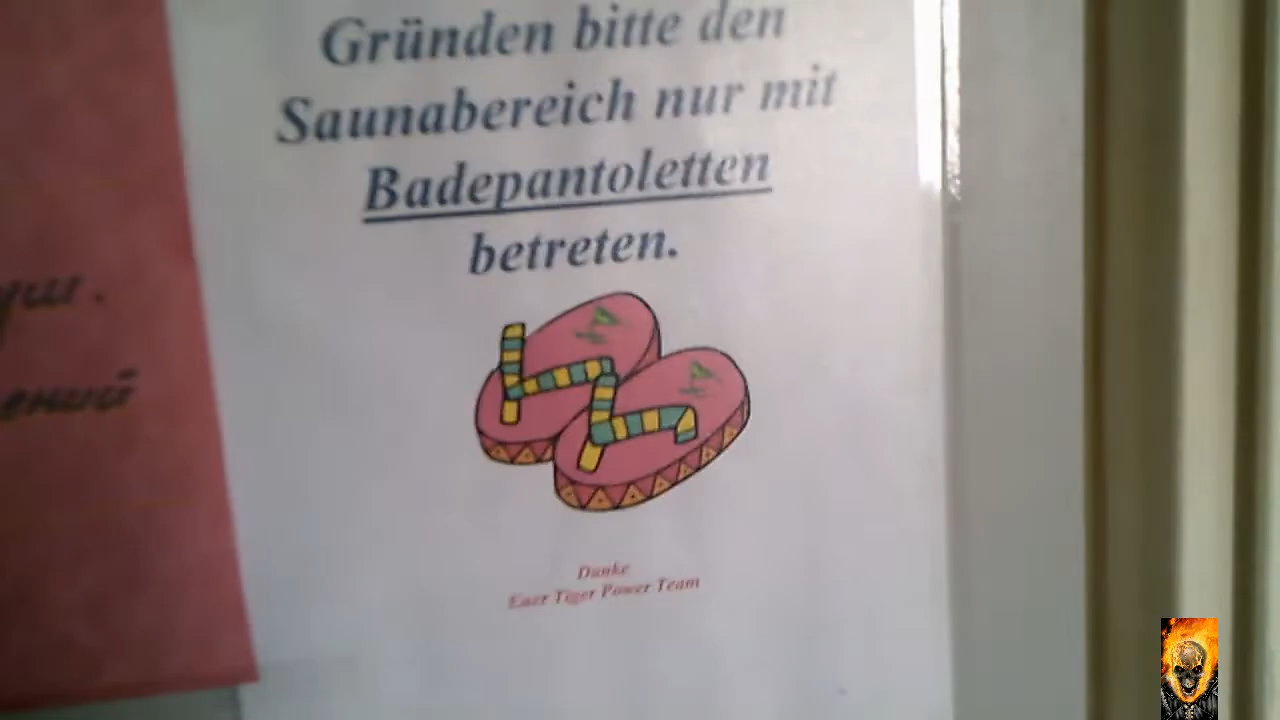 Gründen bitte den
Saunabereich nur mit
Badepantoletten
betreten.
Danke
Euer Tiger Power Team